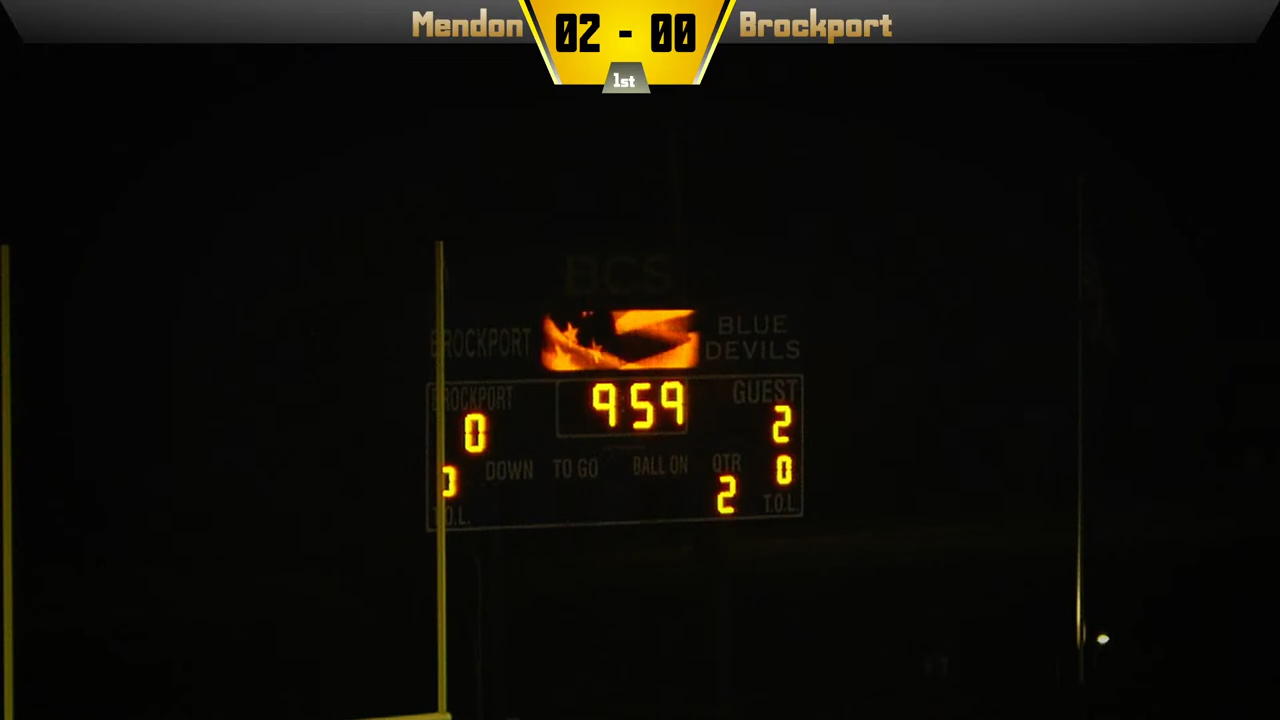 Mendon 02 - 00 Brockport
1st
BCS
BROCKPORT
BLUE
DEVILS
BROCKPORT 9 59 GUEST
0 2
DOWN TO GO BALL ON QTR 0
0 2
T.O.L. T.O.L.